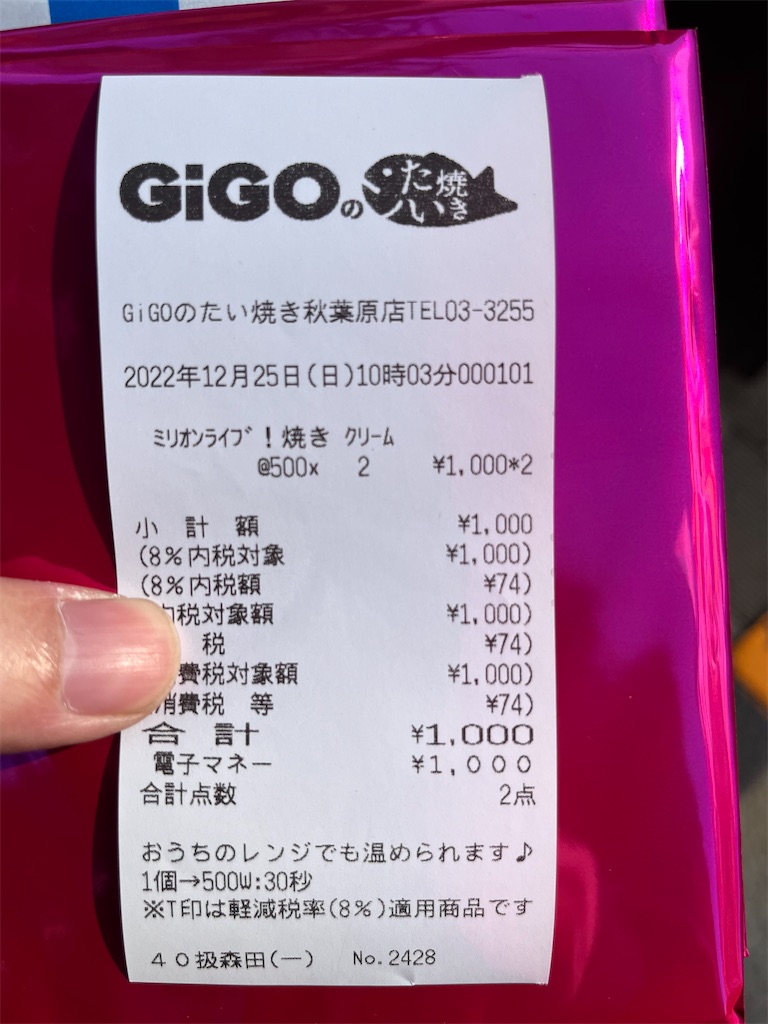 GiGOのたい焼き
GiGOのたい焼き秋葉原店TEL03-3255
2022年12月25日(日)10時03分000101
ﾐﾘｵﾝﾗｲﾌﾞ！焼き ｸﾘｰﾑ
@500x 2 ¥1,000*2
小 計 額 ¥1,000
(8%内税対象 ¥1,000)
(8%内税額 ¥74)
内税対象額 ¥1,000)
税 ¥74)
費税対象額 ¥1,000)
消費税 等 ¥74)
合 計 ¥1,000
電子マネー ¥1,000
合計点数 2点
おうちのレンジでも温められます♪
1個→500W:30秒
※T印は軽減税率(8%)適用商品です
40扱森田(一) No.2428